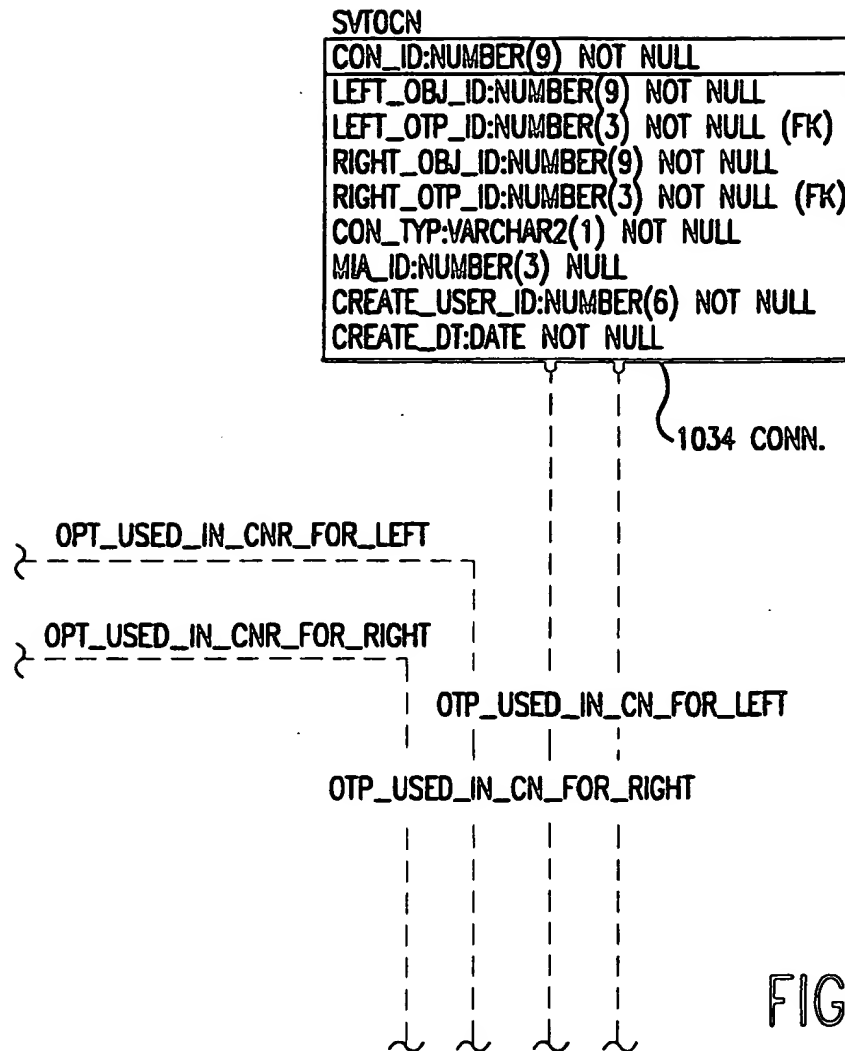 SVTOCN
CON_ID:NUMBER(9) NOT NULL
LEFT_OBJ_ID:NUMBER(9) NOT NULL
LEFT_OTP_ID:NUMBER(3) NOT NULL (FK)
RIGHT_OBJ_ID:NUMBER(9) NOT NULL
RIGHT_OTP_ID:NUMBER(3) NOT NULL (FK)
CON_TYP:VARCHAR2(1) NOT NULL
MIA_ID:NUMBER(3) NULL
CREATE_USER_ID:NUMBER(6) NOT NULL
CREATE_DT:DATE NOT NULL
1034 CONN.
OPT_USED_IN_CNR_FOR_LEFT
OPT_USED_IN_CNR_FOR_RIGHT
OTP_USED_IN_CN_FOR_LEFT
OTP_USED_IN_CN_FOR_RIGHT
FIG